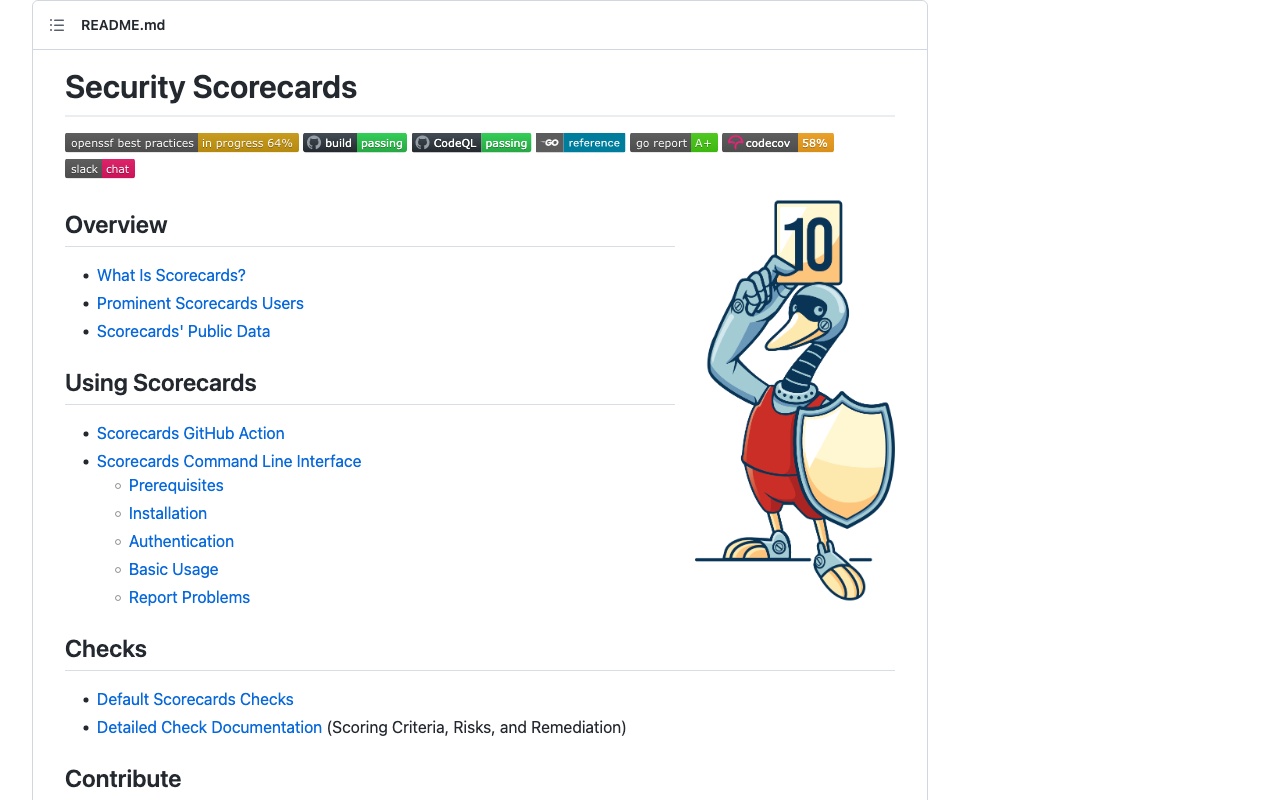 README.md
Security Scorecards
openssf best practices in progress 64% build passing CodeQL passing GO reference go report A+ codecov 58%
slack chat
Overview
What Is Scorecards?
Prominent Scorecards Users
Scorecards' Public Data
10
Using Scorecards
Scorecards GitHub Action
Scorecards Command Line Interface
Prerequisites
Installation
Authentication
Basic Usage
Report Problems
Checks
Default Scorecards Checks
Detailed Check Documentation (Scoring Criteria, Risks, and Remediation)
Contribute